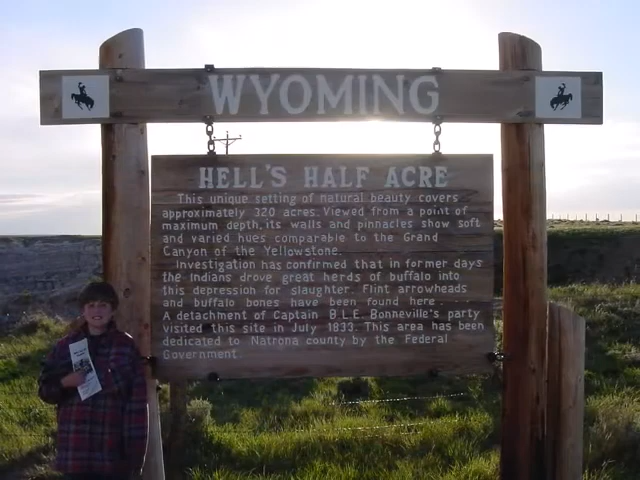 WYOMING
HELL'S HALF ACRE
This unique setting of natural beauty covers
approximately 320 acres. Viewed from a point of
maximum depth, its walls and pinnacles show soft
and varied hues comparable to the Grand
Canyon of the Yellowstone.
Investigation has confirmed that in former days
the Indians drove great herds of buffalo into
this depression for slaughter. Flint arrowheads
and buffalo bones have been found here....
A detachment of Captain B.L.E. Bonneville's party
visited this site in July 1833. This area has been
dedicated to Natrona county by the Federal
Government.